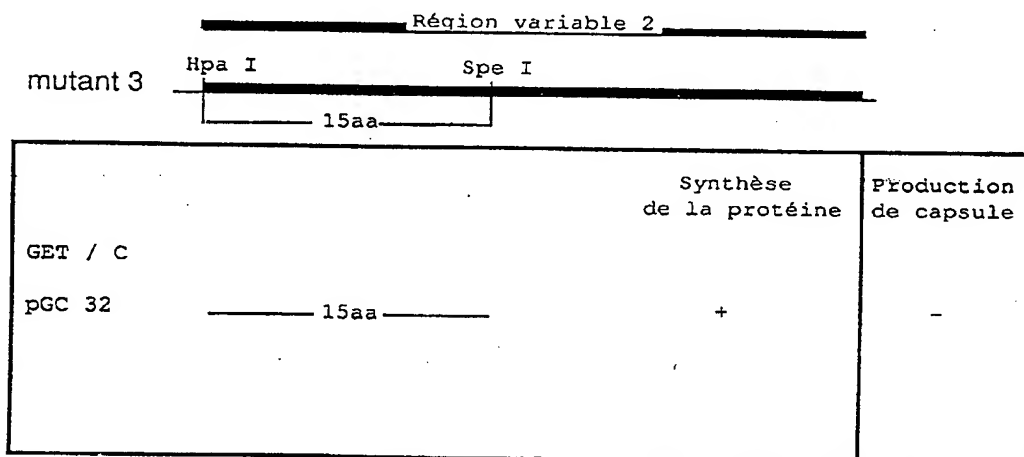 Région variable 2
Hpa I Spe I
mutant 3
15aa
Synthèse Production
de la protéine de capsule
GET / C
pGC 32 15aa + -